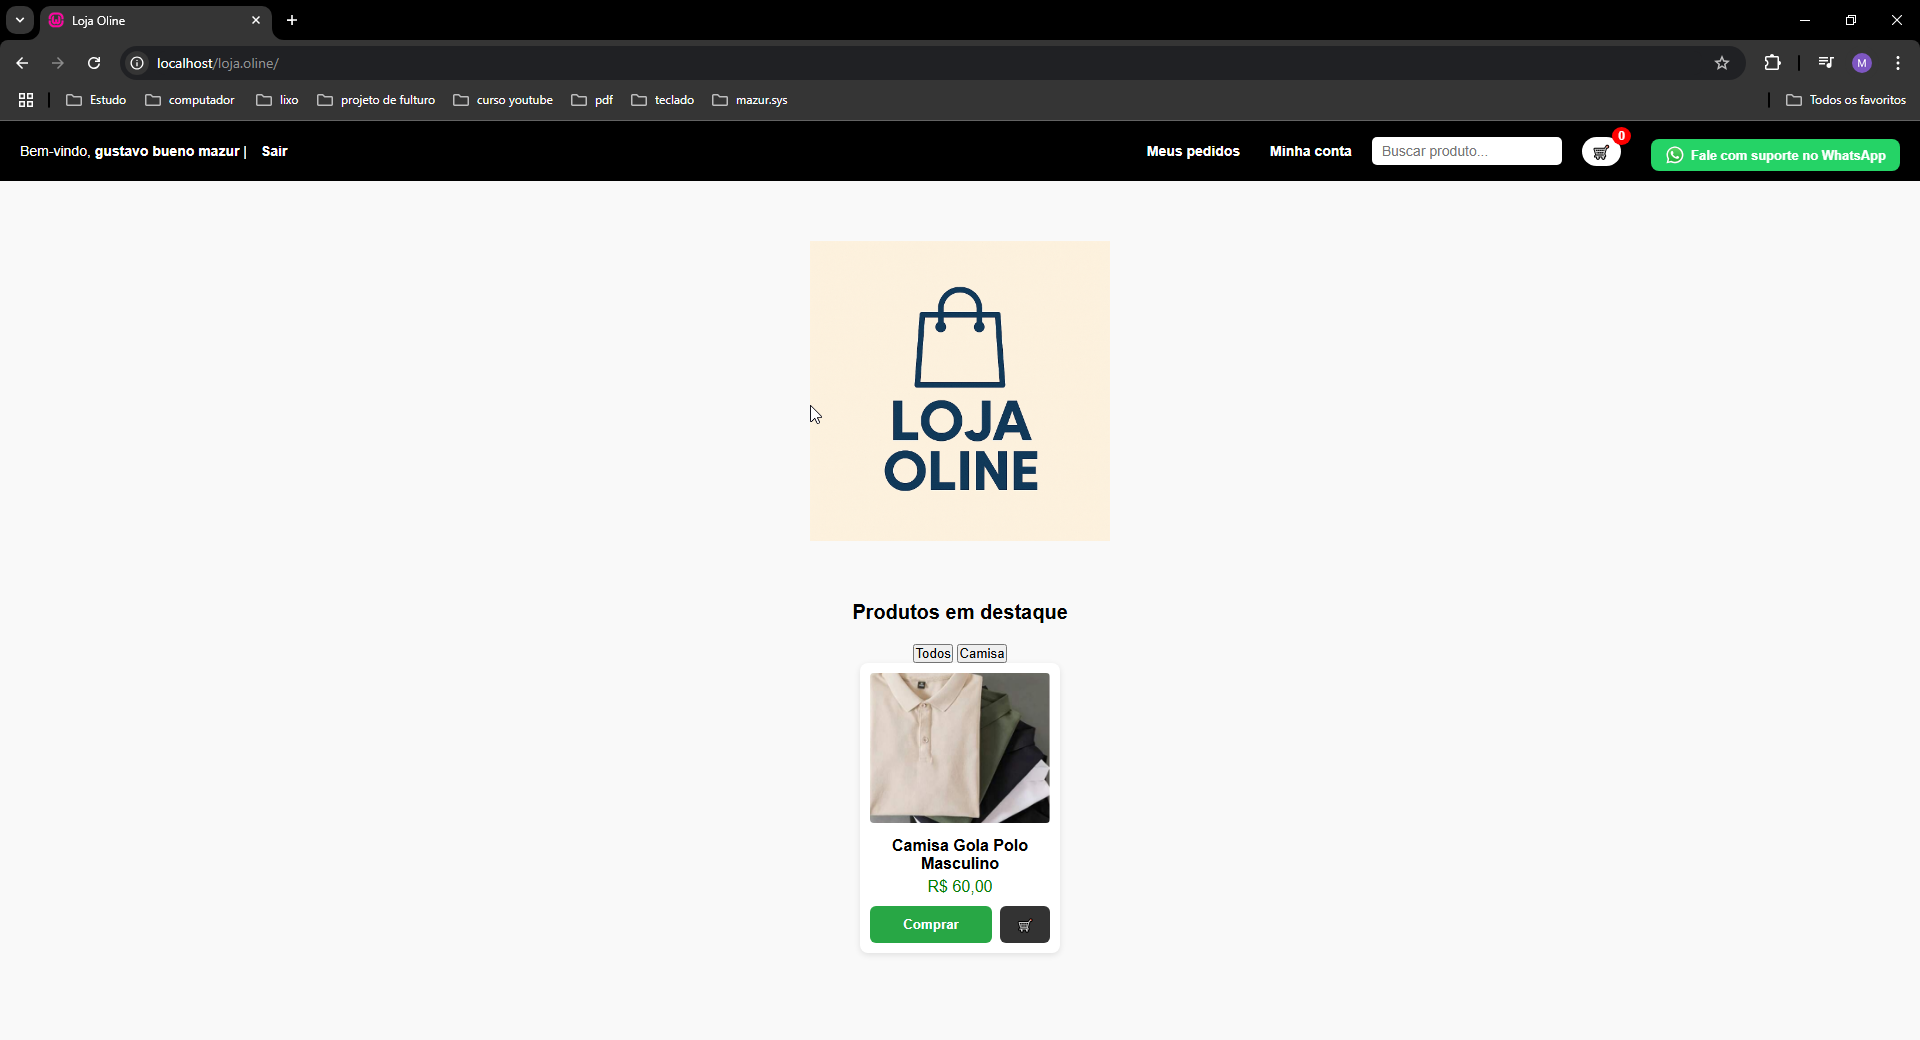 Loja Oline
localhost/loja.oline/
M
Estudo computador lixo projeto de fulturo curso youtube pdf teclado mazur.sys Todos os favoritos
Bem-vindo, gustavo bueno mazur | Sair Meus pedidos Minha conta Buscar produto... 0 Fale com suporte no WhatsApp
LOJA
OLINE
Produtos em destaque
Todos Camisa
Camisa Gola Polo
Masculino
R$ 60,00
Comprar